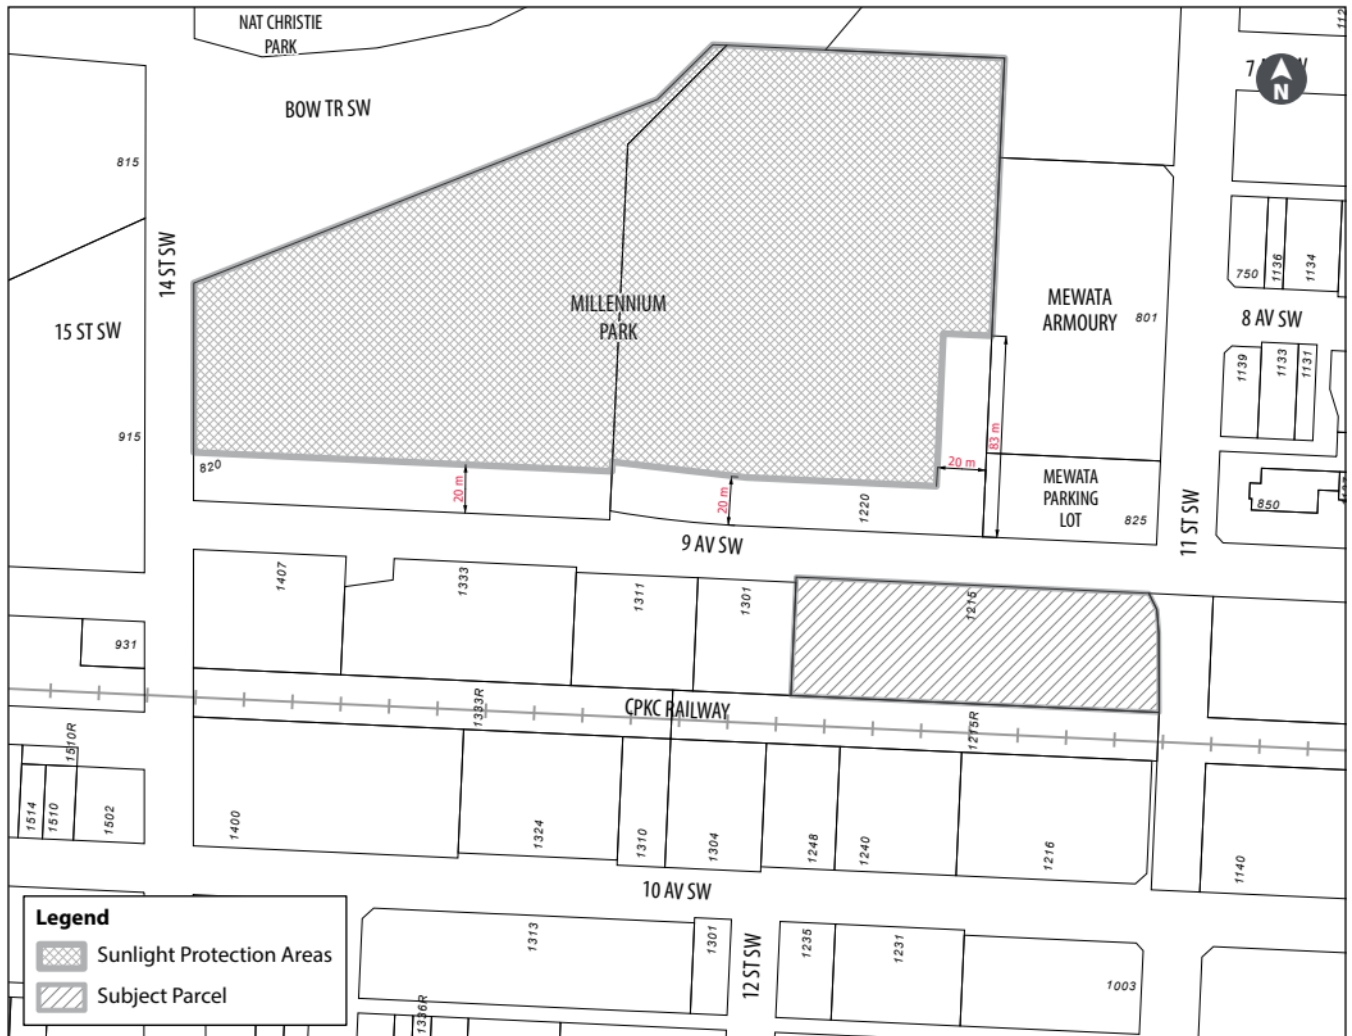 NAT CHRISTIE
PARK
112
7
W
N
BOW TR SW
815
14 ST SW
750
1136
1134
MILLENNIUM
PARK
MEWATA
ARMOURY
801
8 AV SW
15 ST SW
1139
1133
1131
915
83 m
820
20 m
20 m
20 m
1220
MEWATA
PARKING
LOT
825
11 ST SW
850
9 AV SW
1407
1333
1311
1301
1215
931
1333R
CPKC RAILWAY
1215R
1510R
1514
1510
1502
1400
1324
1310
1304
1248
1240
1216
1140
10 AV SW
Legend
Sunlight Protection Areas
Subject Parcel
1313
1301
12 ST SW
1235
1231
1003
1336R